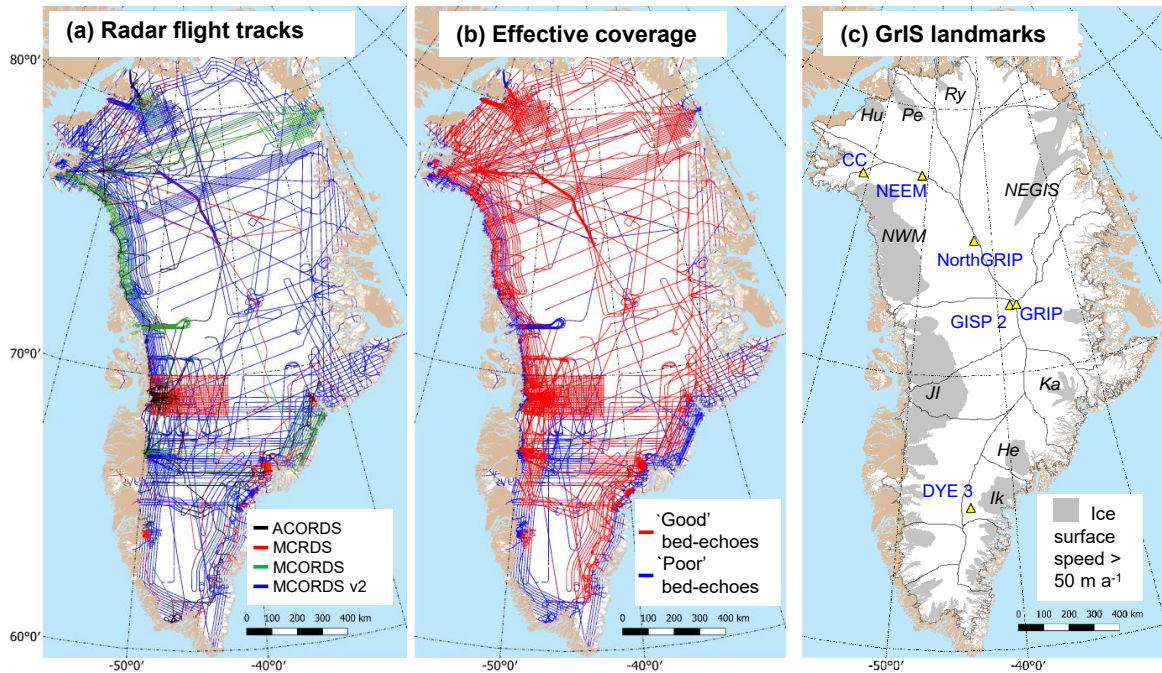 (a) Radar flight tracks
80°0′
70°0′
60°0′
-50°0′
-40°0′
ACORDS
MCRDS
MCORDS
MCORDS v2
0 100 200 300 400 km
(b) Effective coverage
-50°0′
-40°0′
`Good’
bed-echoes
`Poor’
bed-echoes
0 100 200 300 400 km
(c) GrIS landmarks
Ry
Hu
Pe
CC
NEEM
NEGIS
NWM
NorthGRIP
GISP 2
GRIP
Ka
JI
He
DYE 3
Ik
Ice
surface
speed >
50 m a⁻¹
0 100 200 300 400 km
-50°0′
-40°0′